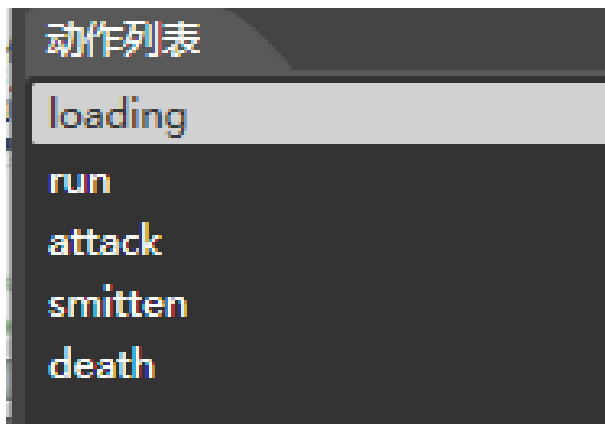 动作列表
loading
run
attack
smitten
death